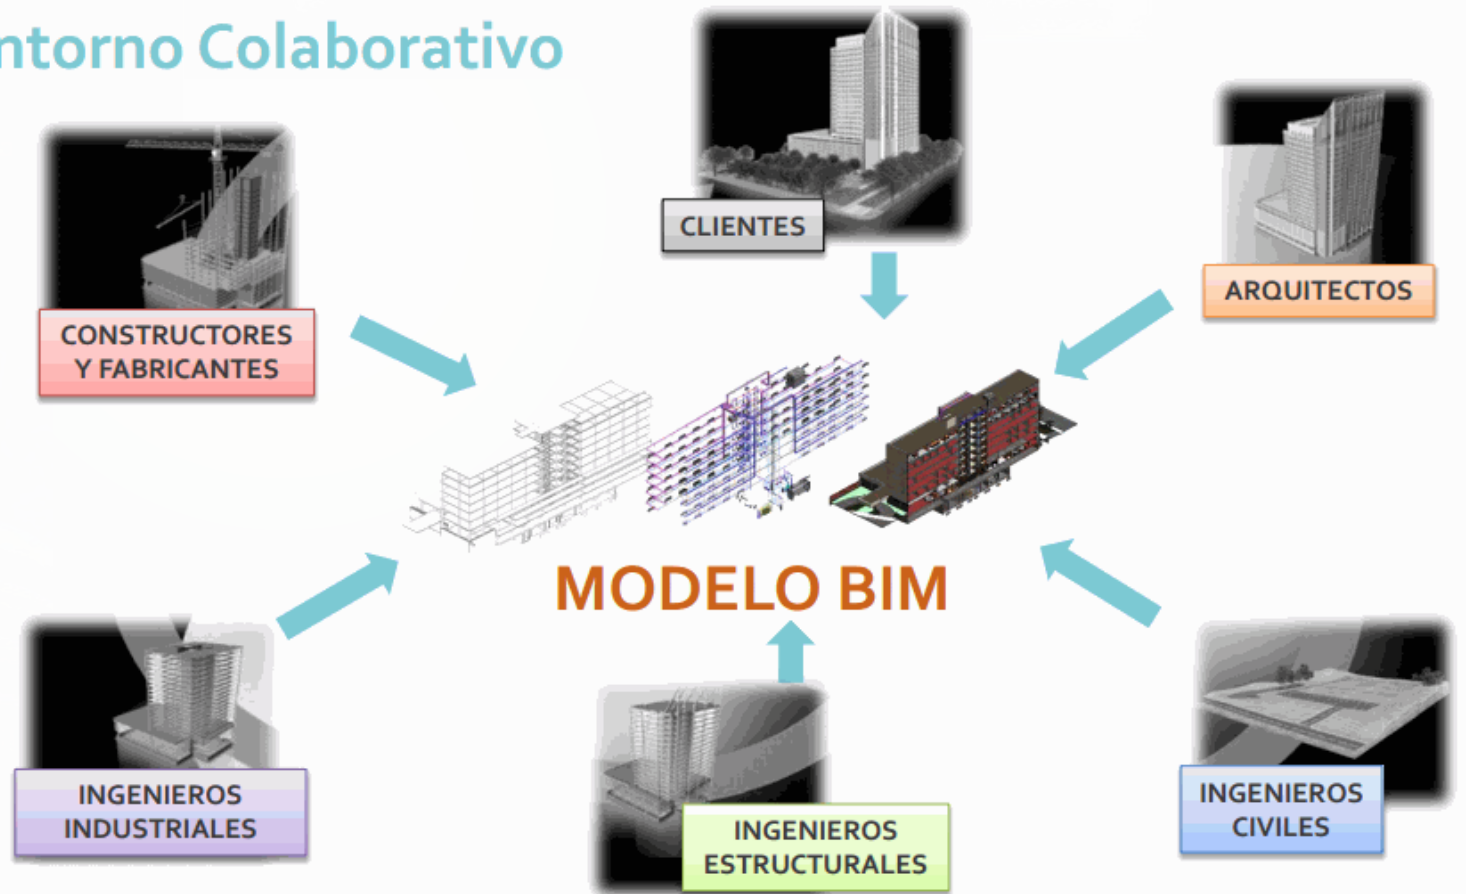 ntorno Colaborativo
CLIENTES
ARQUITECTOS
CONSTRUCTORES
Y FABRICANTES
MODELO BIM
INGENIEROS
INDUSTRIALES
INGENIEROS
ESTRUCTURALES
INGENIEROS
CIVILES